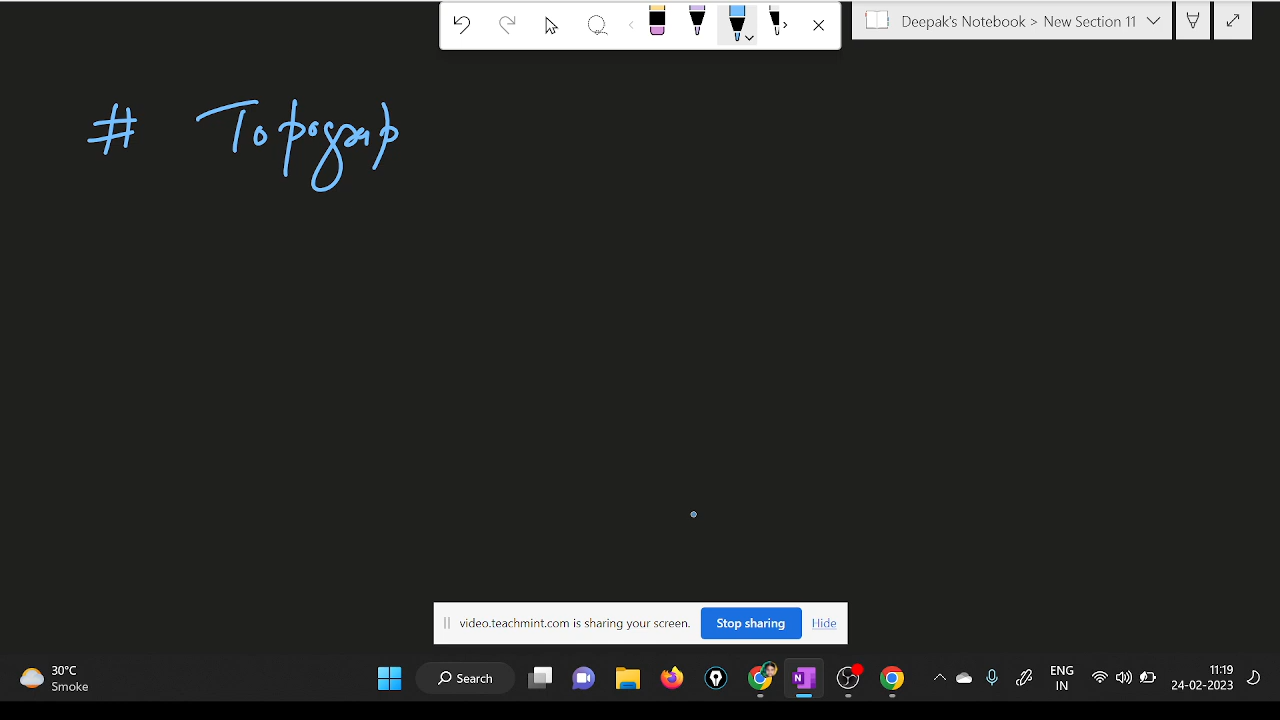 Deepak's Notebook > New Section 11
# Topograp
video.teachmint.com is sharing your screen.
Stop sharing
Hide
30°C
Smoke
Search
ENG
IN
11:19
24-02-2023